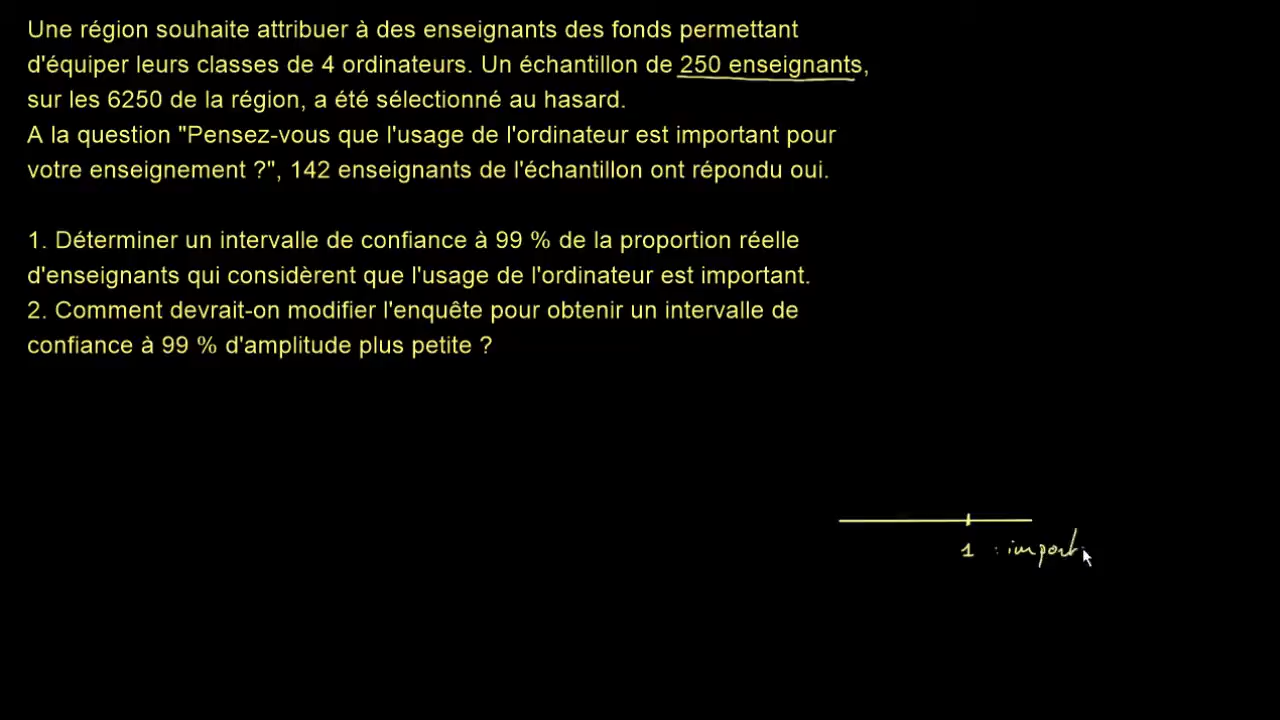 Une région souhaite attribuer à des enseignants des fonds permettant
d'équiper leurs classes de 4 ordinateurs. Un échantillon de 250 enseignants,
sur les 6250 de la région, a été sélectionné au hasard.
A la question "Pensez-vous que l'usage de l'ordinateur est important pour
votre enseignement ?", 142 enseignants de l'échantillon ont répondu oui.
1. Déterminer un intervalle de confiance à 99 % de la proportion réelle
d'enseignants qui considèrent que l'usage de l'ordinateur est important.
2. Comment devrait-on modifier l'enquête pour obtenir un intervalle de
confiance à 99 % d'amplitude plus petite ?
1 : import